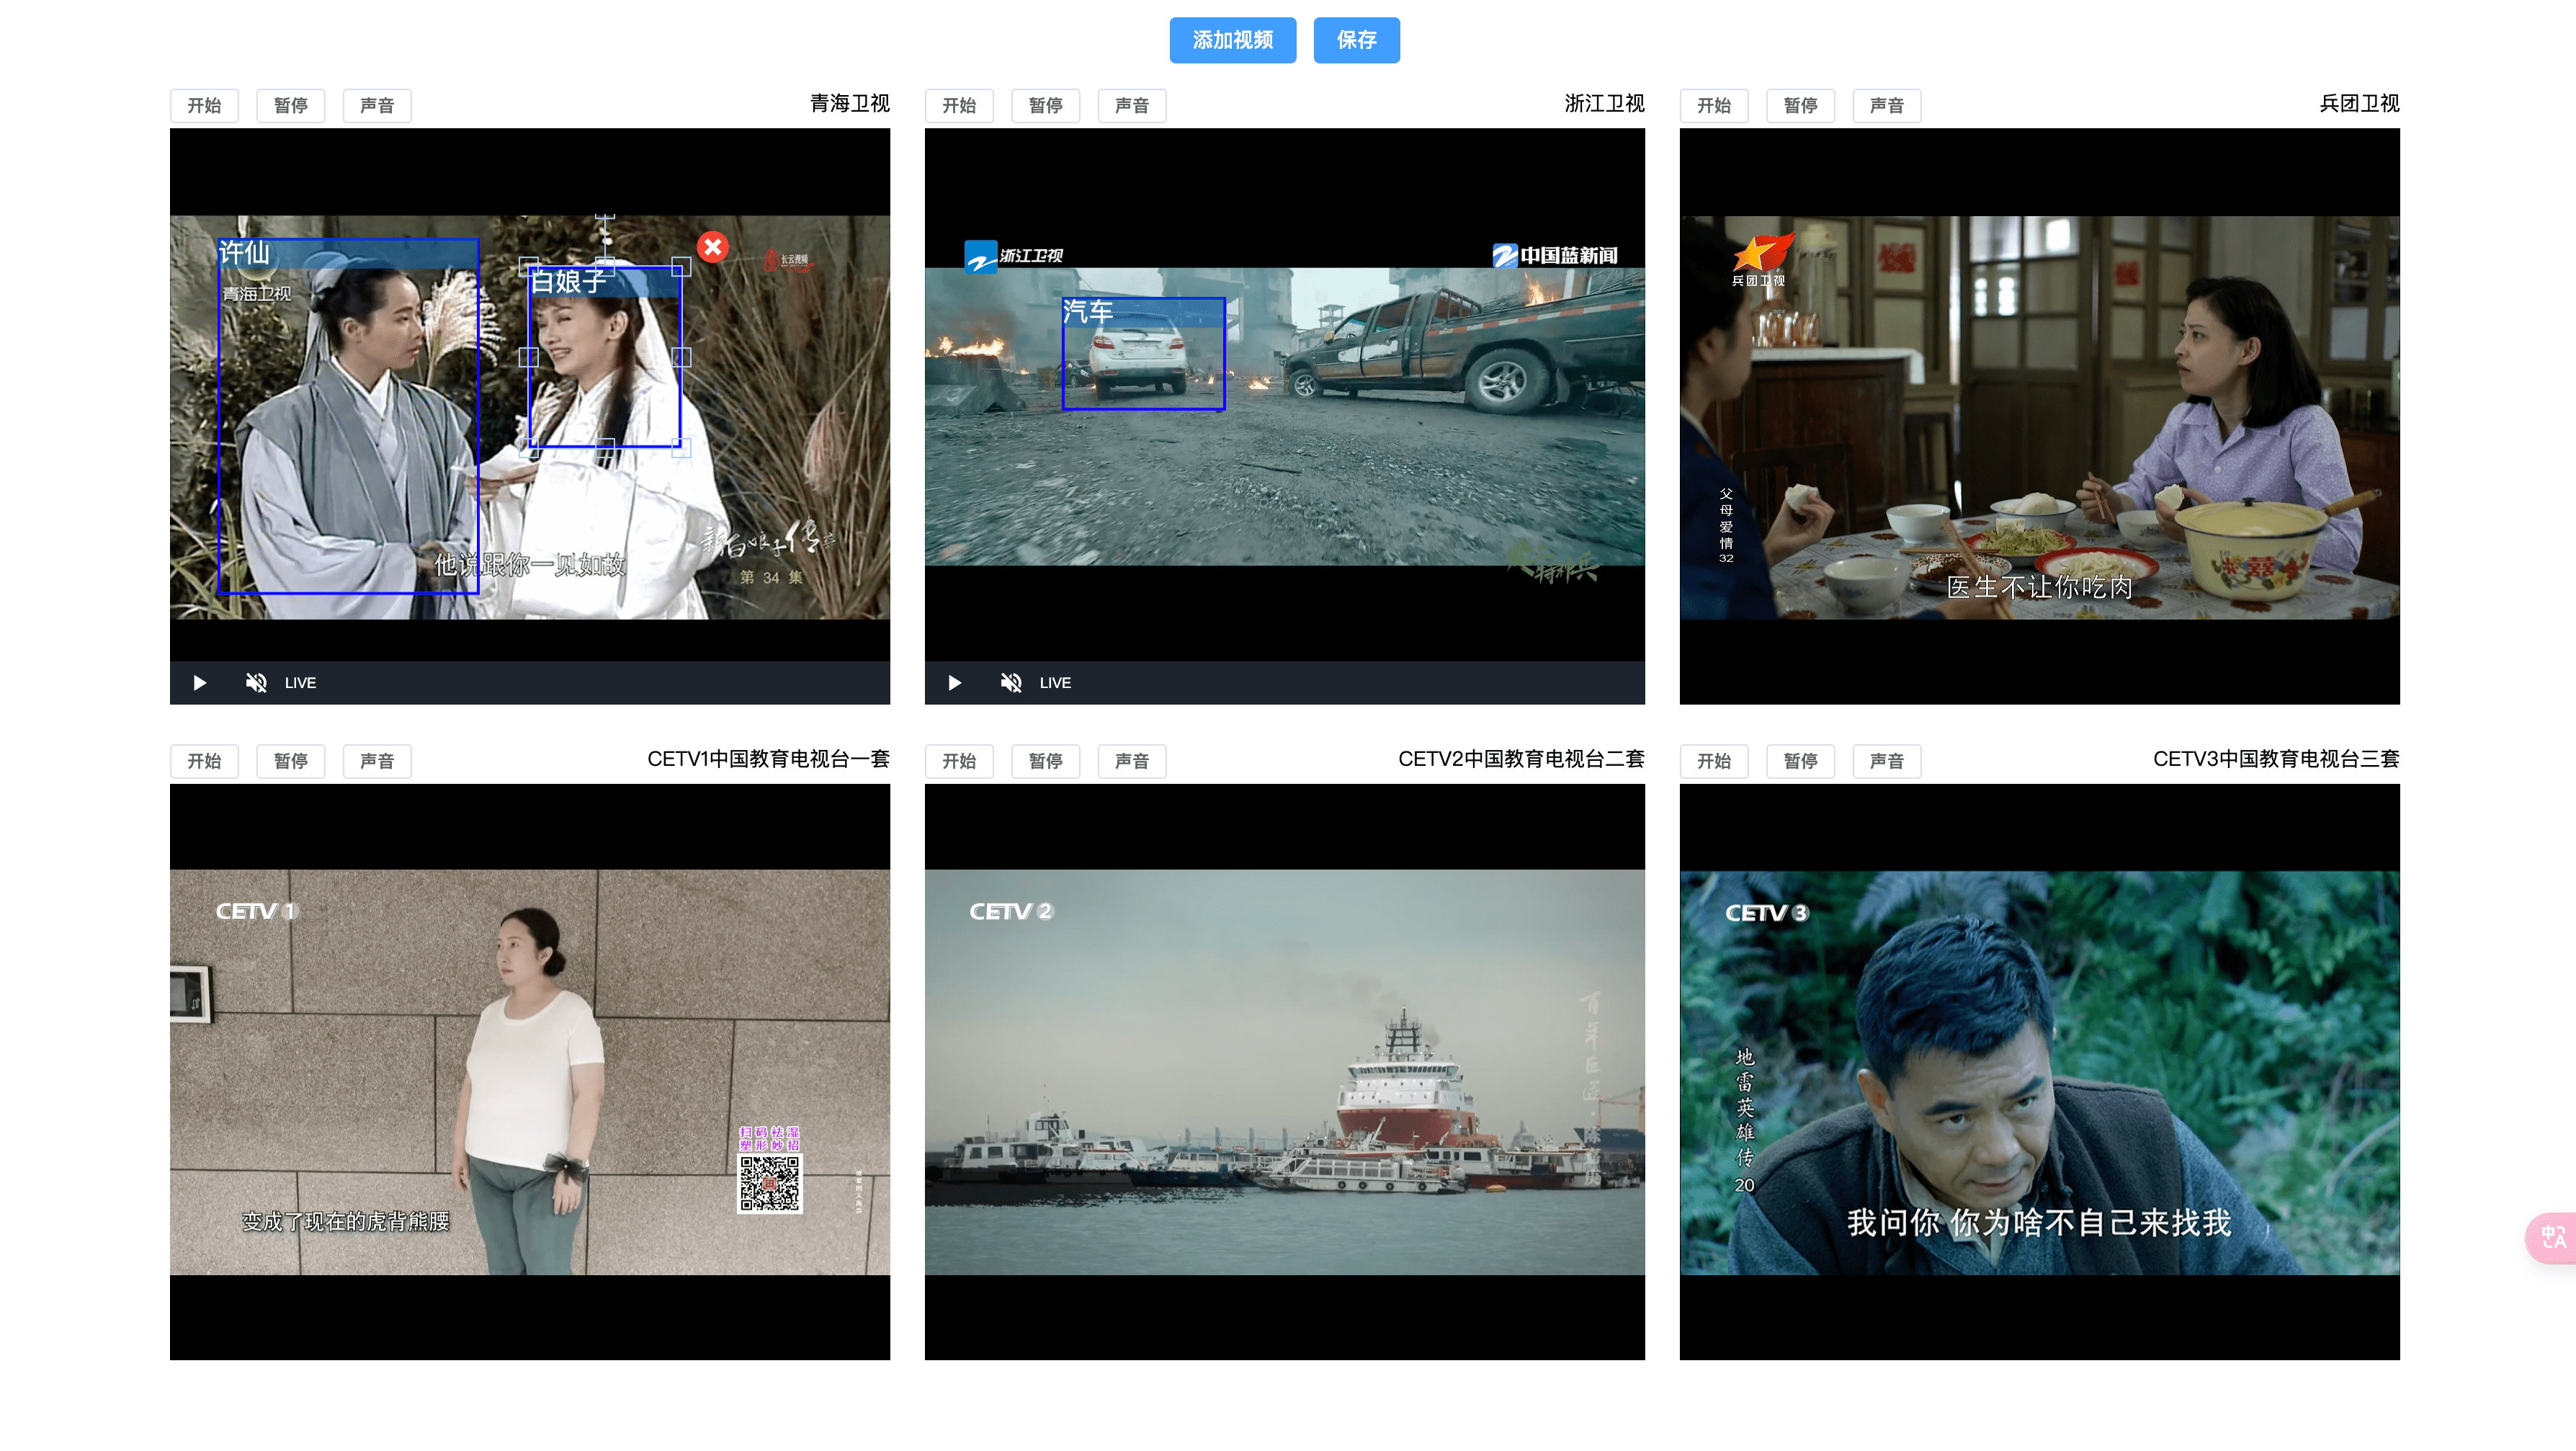 添加视频 保存
开始 暂停 声音 青海卫视
许仙
白娘子
青海卫视
长云视频
他说跟你一见如故
新白娘子传奇
第 34 集
LIVE
开始 暂停 声音 浙江卫视
浙江卫视
中国蓝新闻
汽车
特种兵
LIVE
开始 暂停 声音 兵团卫视
兵团卫视
父母爱情
32
医生不让你吃肉
开始 暂停 声音 CETV1中国教育电视台一套
CETV 1
扫码祛湿
塑形妙招
变成了现在的虎背熊腰
开始 暂停 声音 CETV2中国教育电视台二套
CETV 2
开始 暂停 声音 CETV3中国教育电视台三套
CETV 3
地雷英雄传
20
我问你 你为啥不自己来找我
中A